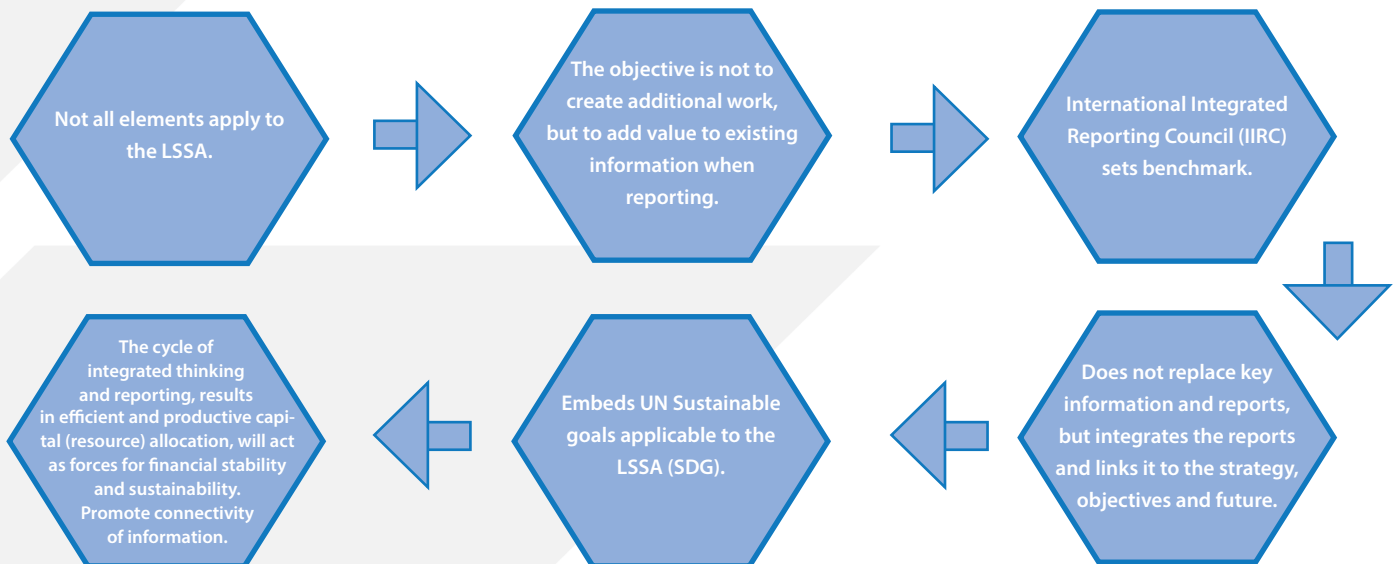 Not all elements apply to
the LSSA.
The objective is not to
create additional work,
but to add value to existing
information when
reporting.
International Integrated
Reporting Council (IIRC)
sets benchmark.
Does not replace key
information and reports,
but integrates the reports
and links it to the strategy,
objectives and future.
Embeds UN Sustainable
goals applicable to the
LSSA (SDG).
The cycle of
integrated thinking
and reporting, results
in efficient and productive capi-
tal (resource) allocation, will act
as forces for financial stability
and sustainability.
Promote connectivity
of information.